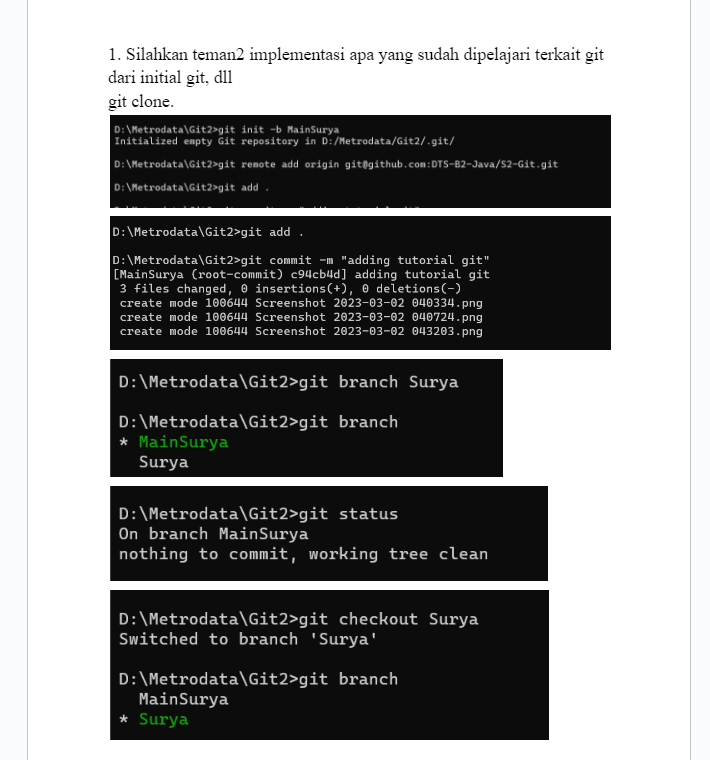 1. Silahkan teman2 implementasi apa yang sudah dipelajari terkait git
dari initial git, dll
git clone.
D:\Metrodata\Git2>git init -b MainSurya
Initialized empty Git repository in D:/Metrodata/Git2/.git/
D:\Metrodata\Git2>git remote add origin git@github.com:DTS-B2-Java/S2-Git.git
D:\Metrodata\Git2>git add .
D:\Metrodata\Git2>git add .
D:\Metrodata\Git2>git commit -m "adding tutorial git"
[MainSurya (root-commit) c94cb4d] adding tutorial git
3 files changed, 0 insertions(+), 0 deletions(-)
create mode 100644 Screenshot 2023-03-02 040334.png
create mode 100644 Screenshot 2023-03-02 040724.png
create mode 100644 Screenshot 2023-03-02 043203.png
D:\Metrodata\Git2>git branch Surya
D:\Metrodata\Git2>git branch
* MainSurya
Surya
D:\Metrodata\Git2>git status
On branch MainSurya
nothing to commit, working tree clean
D:\Metrodata\Git2>git checkout Surya
Switched to branch 'Surya'
D:\Metrodata\Git2>git branch
MainSurya
* Surya